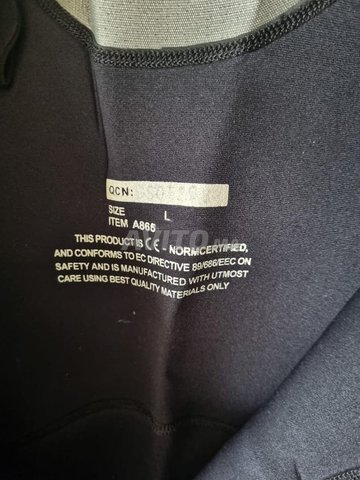 QCN:
SIZE L
ITEM A865
THIS PRODUCT IS CE - NORMCERTIFIED,
AND CONFORMS TO EC DIRECTIVE 89/686/EEC ON
SAFETY AND IS MANUFACTURED WITH UTMOST
CARE USING BEST QUALITY MATERIALS ONLY
AVITO